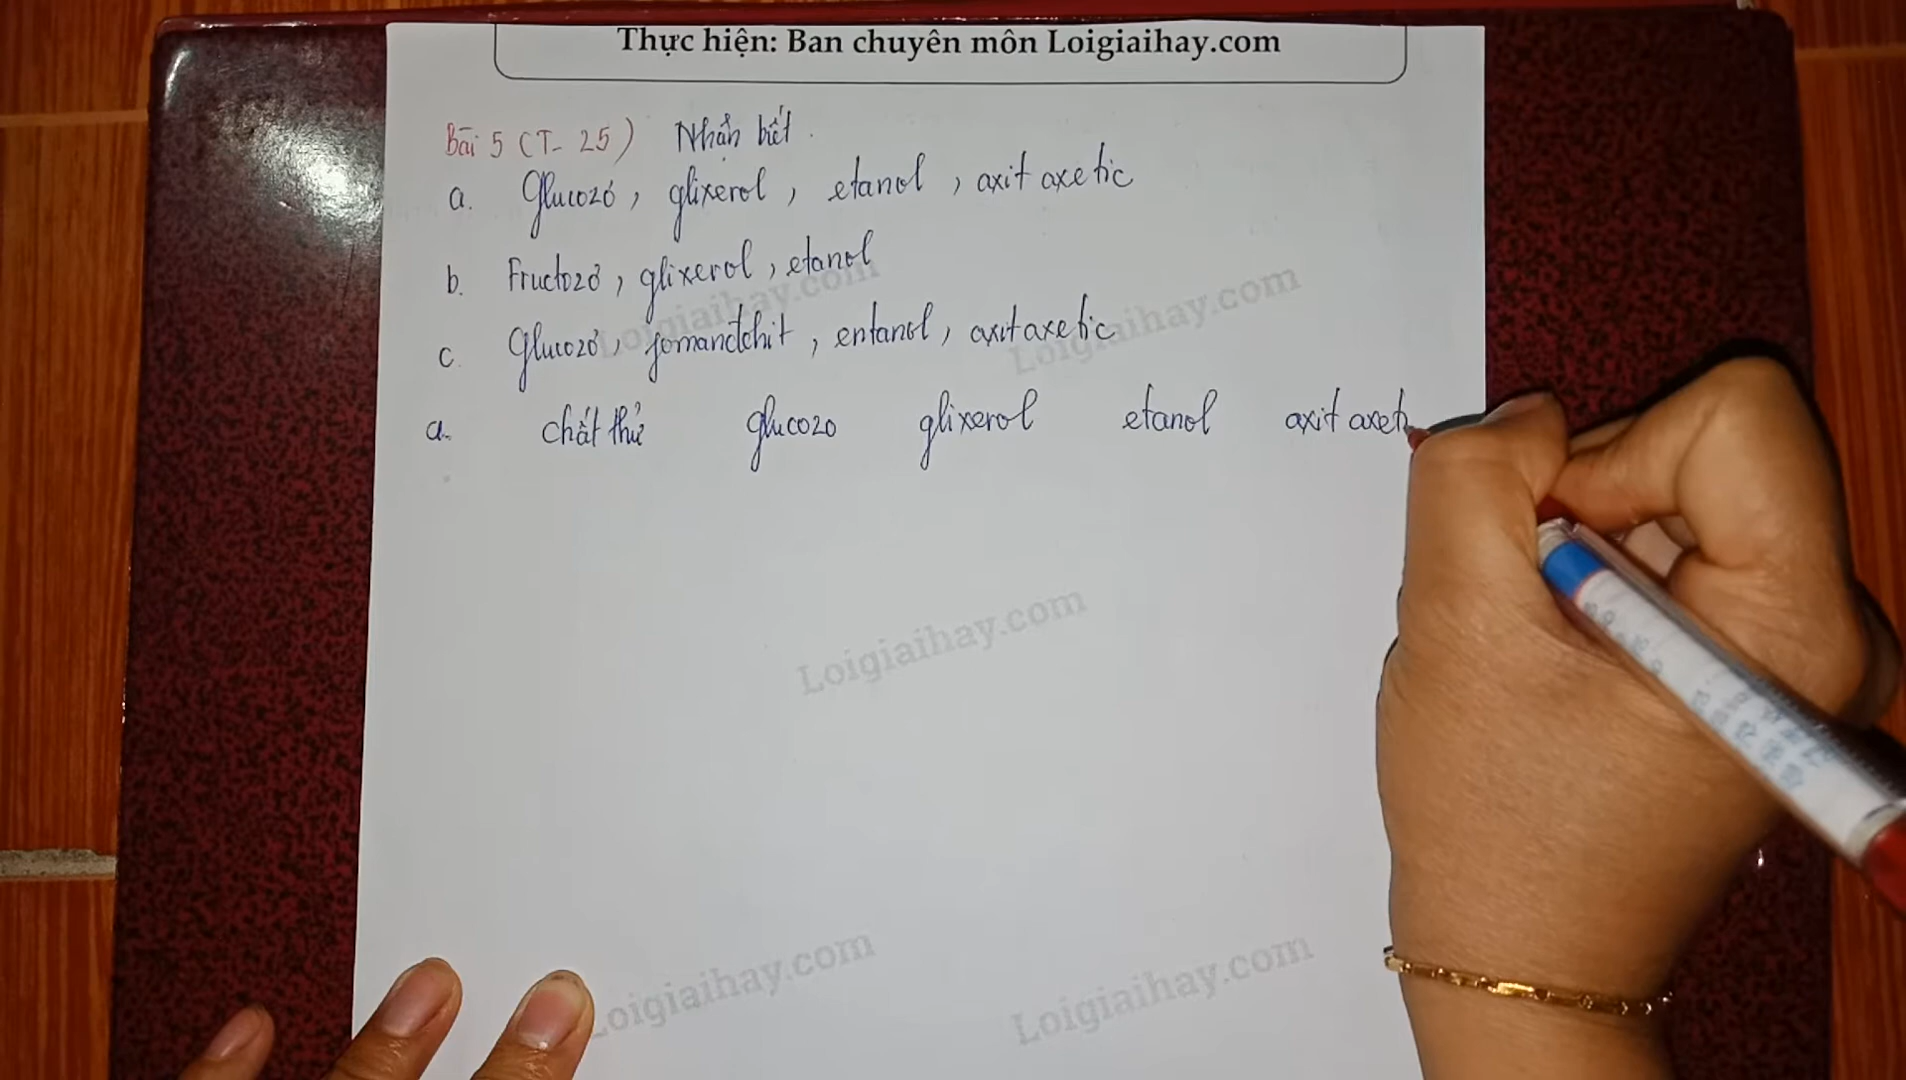 Thực hiện: Ban chuyên môn Loigiaihay.com
Bài 5 (T- 25) Nhận biết.
a. Glucozơ, glixerol, etanol, axit axetic
b. Fructozơ, glixerol, etanol
Loigiaihay.com Loigiaihay.com
c. Glucozơ, fomandehit, entanol, axit axetic
a. chất thử glucozo glixerol etanol axit axeti
Loigiaihay.com
Loigiaihay.com Loigiaihay.com